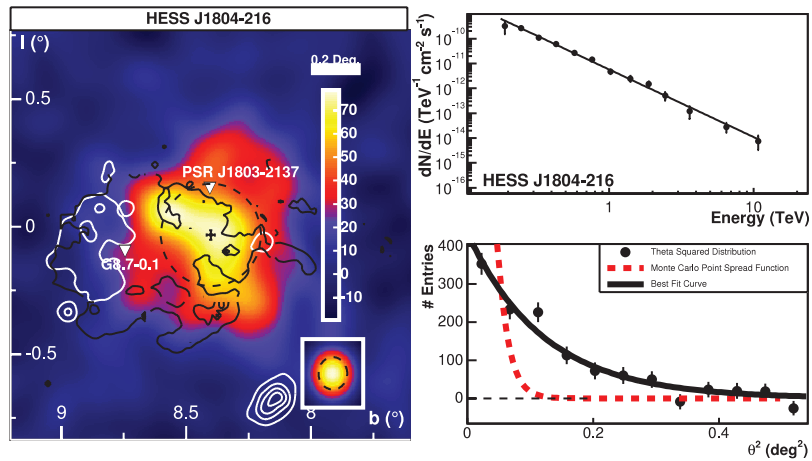 HESS J1804-216
l (°)
0.2 Deg.
0.5
0
-0.5
70
60
50
40
30
20
10
0
-10
PSR J1803-2137
G8.7-0.1
9
8.5
8
b (°)
dN/dE (TeV⁻¹ cm⁻² s⁻¹)
10⁻¹⁰
10⁻¹¹
10⁻¹²
10⁻¹³
10⁻¹⁴
10⁻¹⁵
10⁻¹⁶
HESS J1804-216
1
10
Energy (TeV)
# Entries
400
300
200
100
0
Theta Squared Distribution
Monte Carlo Point Spread Function
Best Fit Curve
0
0.2
0.4
θ² (deg²)